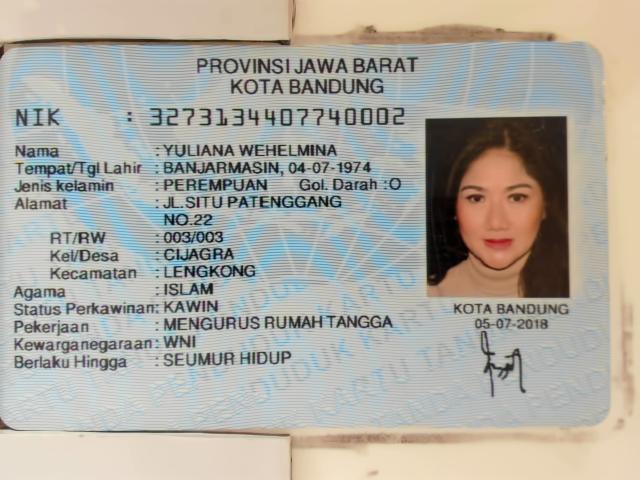 PROVINSI JAWA BARAT
KOTA BANDUNG
NIK : 3273134407740002
Nama : YULIANA WEHELMINA
Tempat/Tgl Lahir : BANJARMASIN, 04-07-1974
Jenis kelamin : PEREMPUAN Gol. Darah :O
Alamat : JL.SITU PATENGGANG
NO.22
RT/RW : 003/003
Kel/Desa : CIJAGRA
Kecamatan : LENGKONG
Agama : ISLAM
Status Perkawinan: KAWIN
Pekerjaan : MENGURUS RUMAH TANGGA
Kewarganegaraan: WNI
Berlaku Hingga : SEUMUR HIDUP
KOTA BANDUNG
05-07-2018